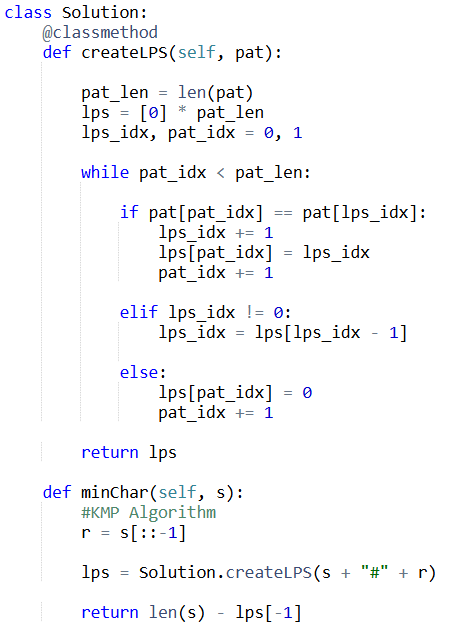 class Solution:
    @classmethod
    def createLPS(self, pat):
        pat_len = len(pat)
        lps = [0] * pat_len
        lps_idx, pat_idx = 0, 1
        while pat_idx < pat_len:
            if pat[pat_idx] == pat[lps_idx]:
                lps_idx += 1
                lps[pat_idx] = lps_idx
                pat_idx += 1
            elif lps_idx != 0:
                lps_idx = lps[lps_idx - 1]
            else:
                lps[pat_idx] = 0
                pat_idx += 1
        return lps
    def minChar(self, s):
        #KMP Algorithm
        r = s[::-1]
        lps = Solution.createLPS(s + "#" + r)
        return len(s) - lps[-1]